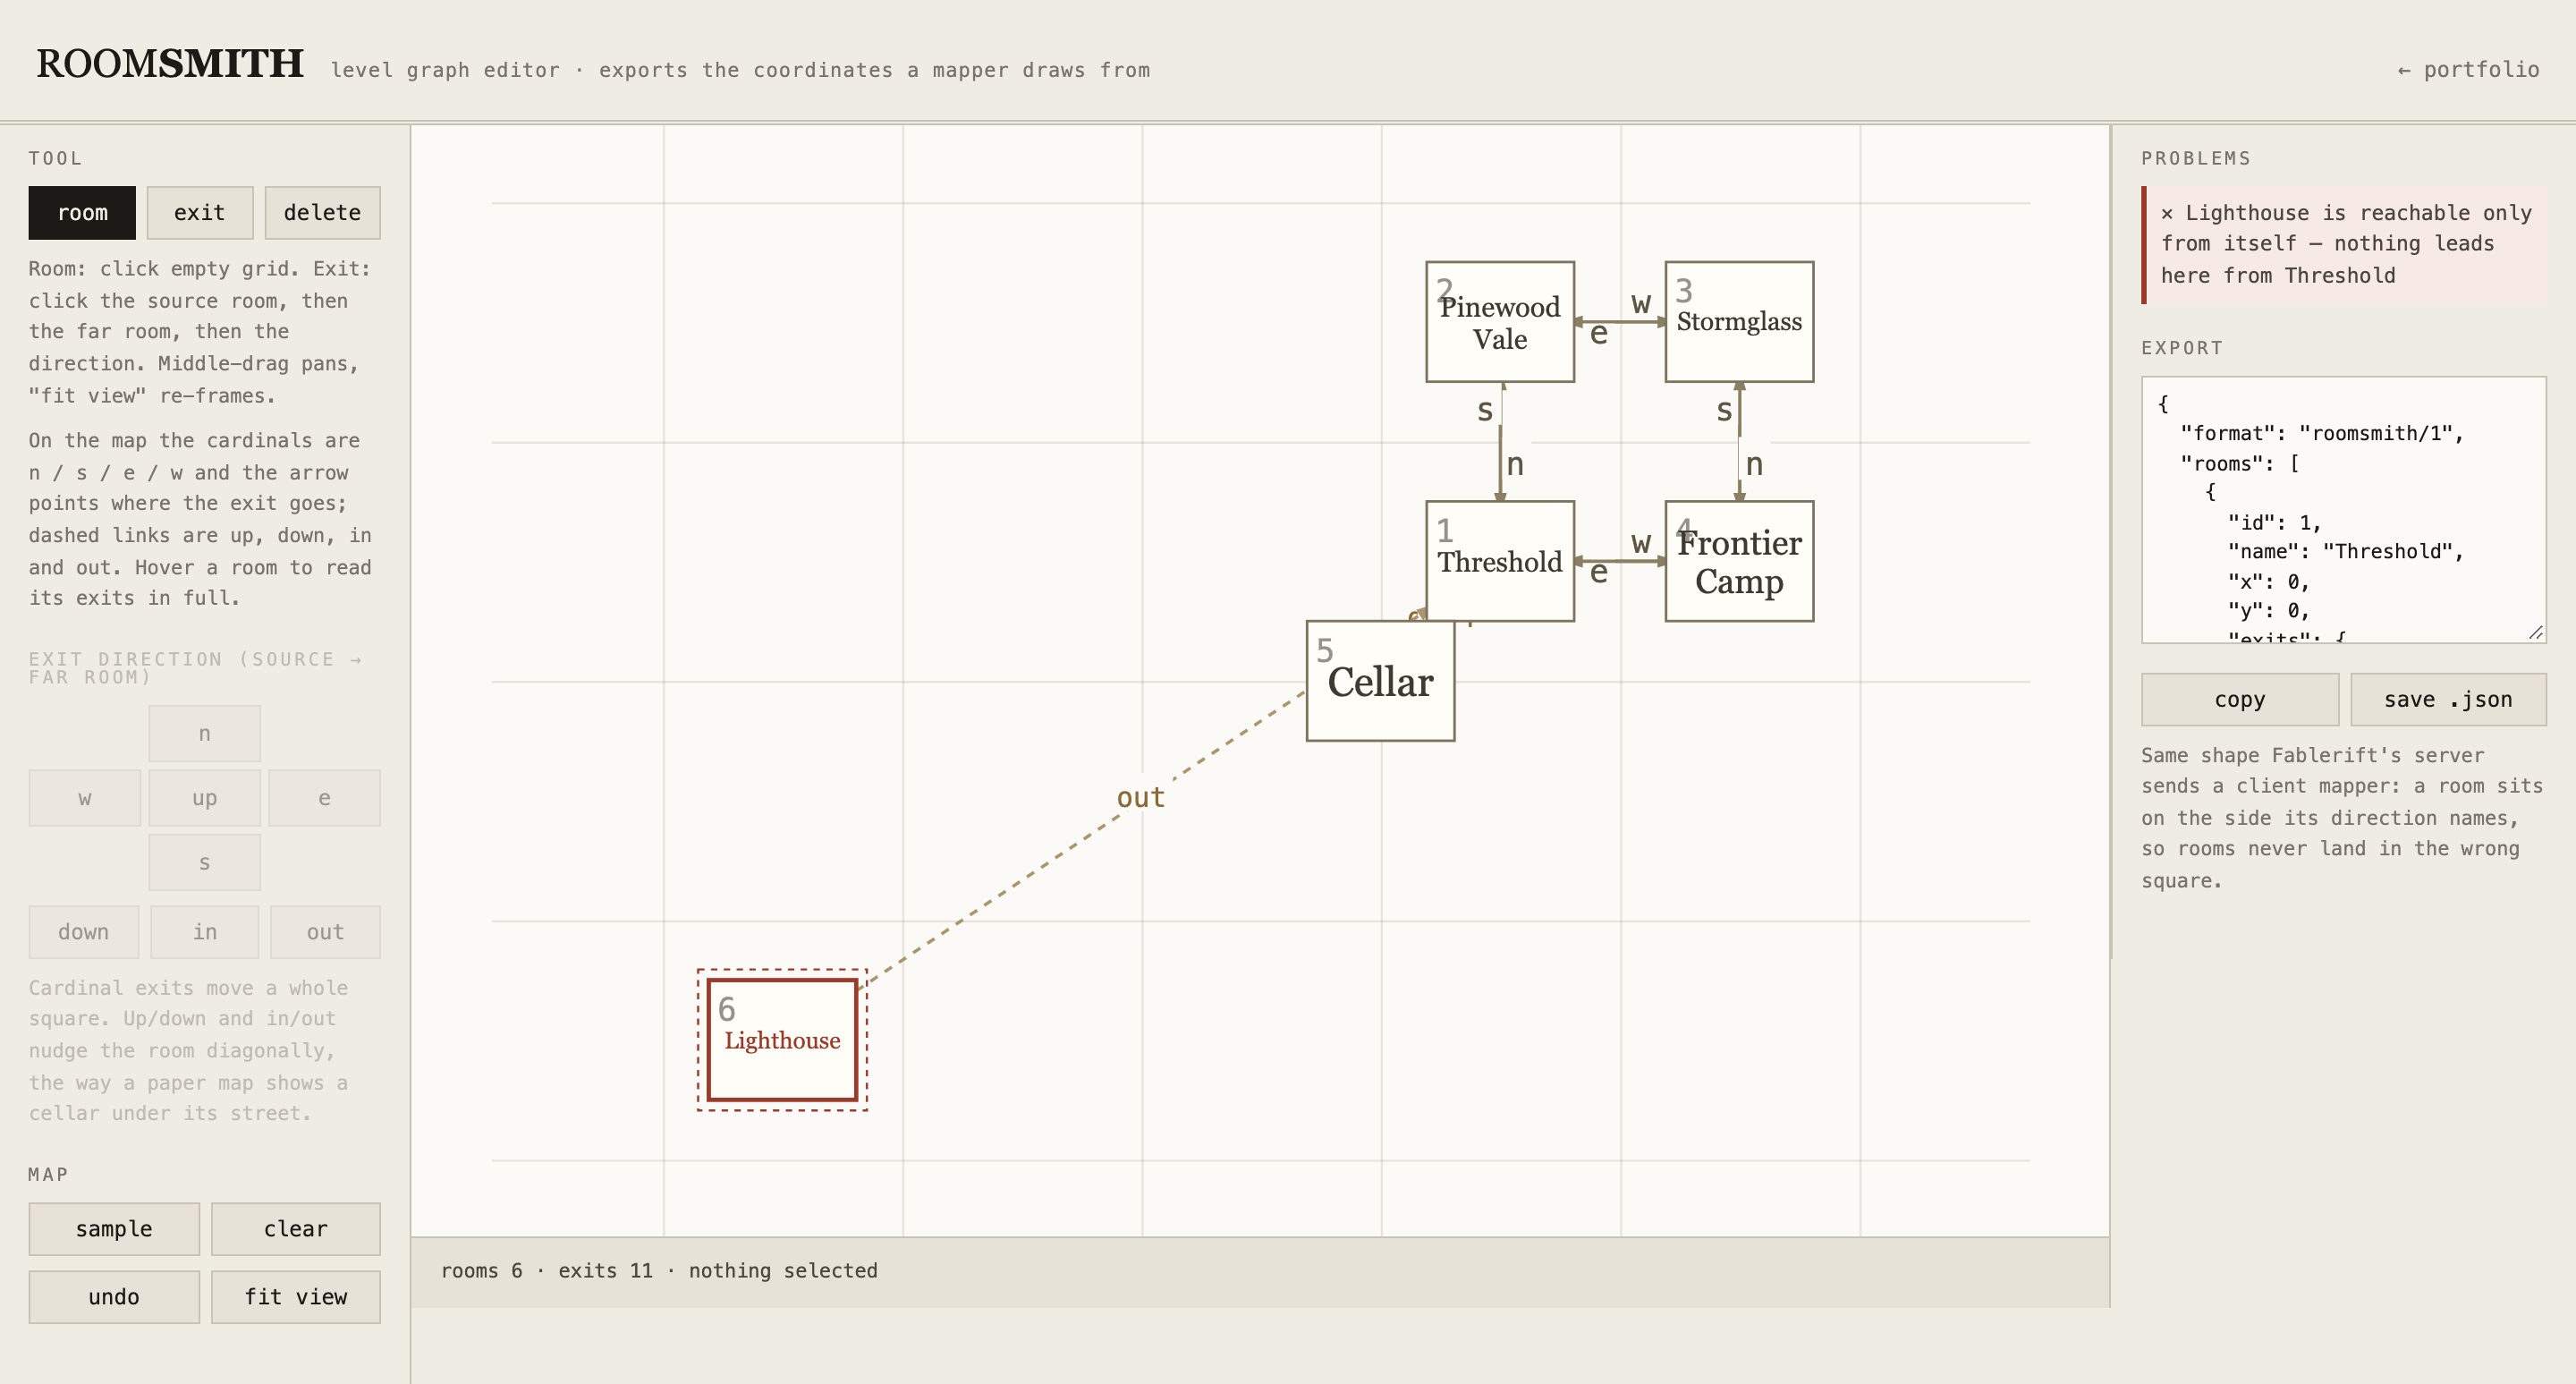 ROOMSMITH
level graph editor · exports the coordinates a mapper draws from
← portfolio
TOOL
room
exit
delete
Room: click empty grid. Exit:
click the source room, then
the far room, then the
direction. Middle-drag pans,
"fit view" re-frames.
On the map the cardinals are
n / s / e / w and the arrow
points where the exit goes;
dashed links are up, down, in
and out. Hover a room to read
its exits in full.
EXIT DIRECTION (SOURCE →
FAR ROOM)
n
w
up
e
s
down
in
out
Cardinal exits move a whole
square. Up/down and in/out
nudge the room diagonally,
the way a paper map shows a
cellar under its street.
MAP
sample
clear
undo
fit view
2
Pinewood
Vale
w
e
3
Stormglass
s
n
s
n
1
Threshold
w
e
4
Frontier
Camp
5
Cellar
out
6
Lighthouse
rooms 6 · exits 11 · nothing selected
PROBLEMS
× Lighthouse is reachable only
from itself — nothing leads
here from Threshold
EXPORT
{
"format": "roomsmith/1",
"rooms": [
{
"id": 1,
"name": "Threshold",
"x": 0,
"y": 0,
"exits": {
copy
save .json
Same shape Fablerift's server
sends a client mapper: a room sits
on the side its direction names,
so rooms never land in the wrong
square.